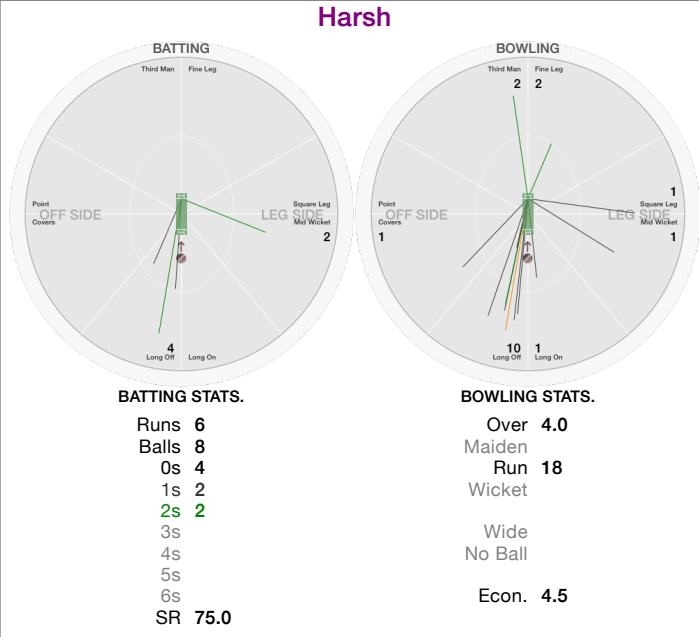 Harsh
BATTING
Third Man Fine Leg
Point
OFF SIDE
Covers
Square Leg
LEG SIDE
Mid Wicket
2
4
Long Off Long On
BOWLING
Third Man Fine Leg
2 2
Point
OFF SIDE
Covers
1
1
Square Leg
LEG SIDE
Mid Wicket
1
10 1
Long Off Long On
BATTING STATS.
Runs 6
Balls 8
0s 4
1s 2
2s 2
3s
4s
5s
6s
SR 75.0
BOWLING STATS.
Over 4.0
Maiden
Run 18
Wicket
Wide
No Ball
Econ. 4.5